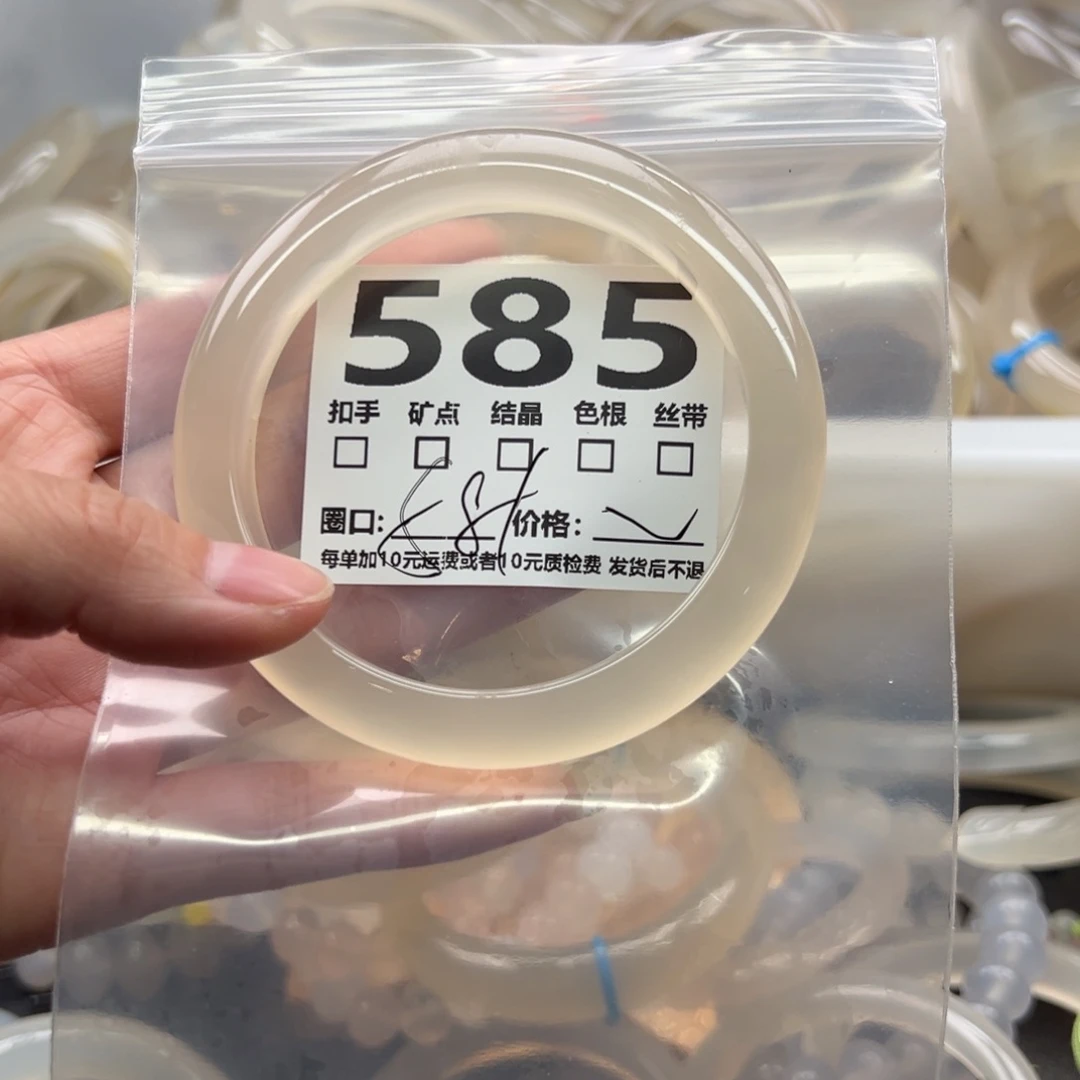 585
扣手 矿点 结晶 色根 丝带
圈口: 价格:
每单加10元运费或者10元质检费 发货后不退